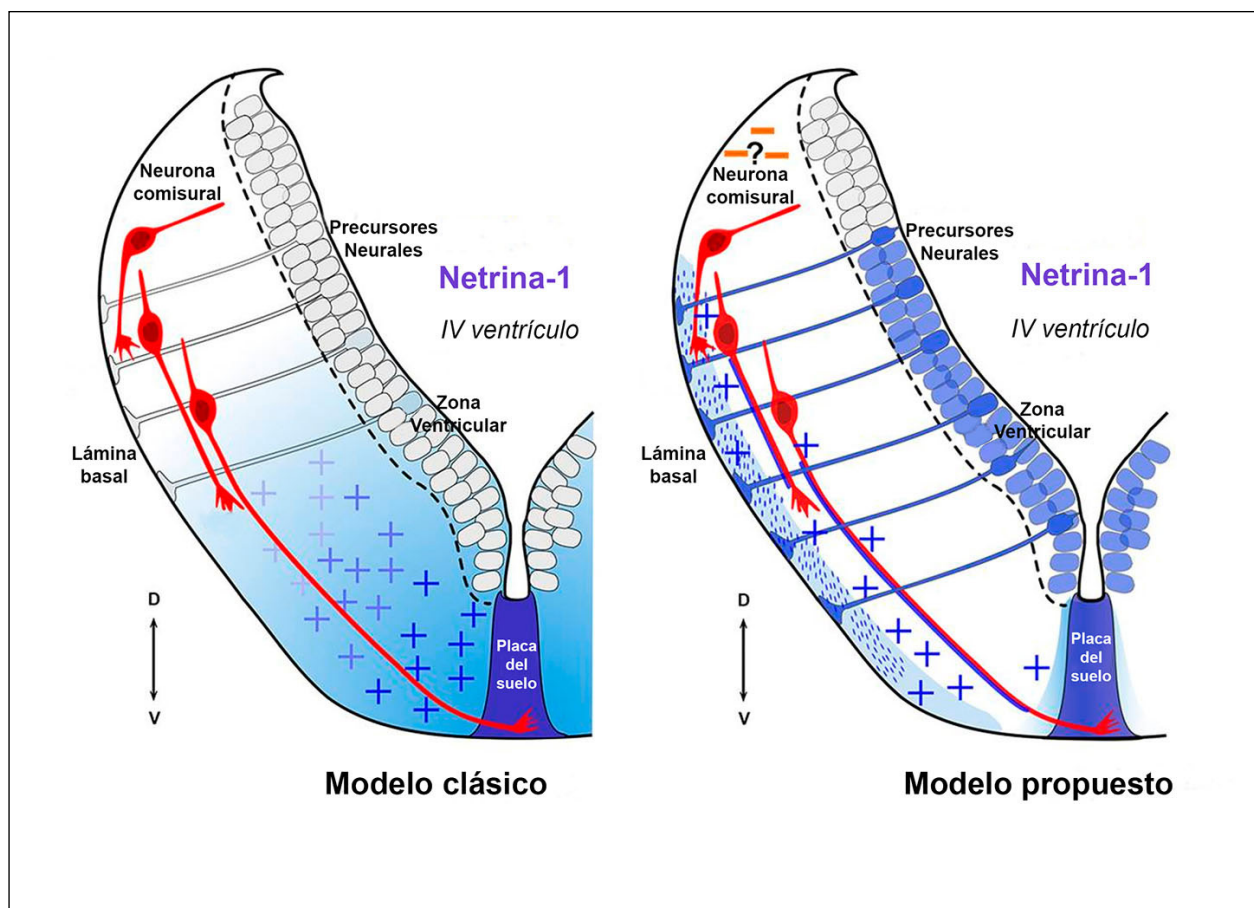 Neurona
comisural
Precursores
Neurales
Netrina-1
IV ventrículo
Zona
Ventricular
Lámina
basal
D
V
Placa
del
suelo
Modelo clásico
?
Neurona
comisural
Precursores
Neurales
Netrina-1
IV ventrículo
Zona
Ventricular
Lámina
basal
D
V
Placa
del
suelo
Modelo propuesto